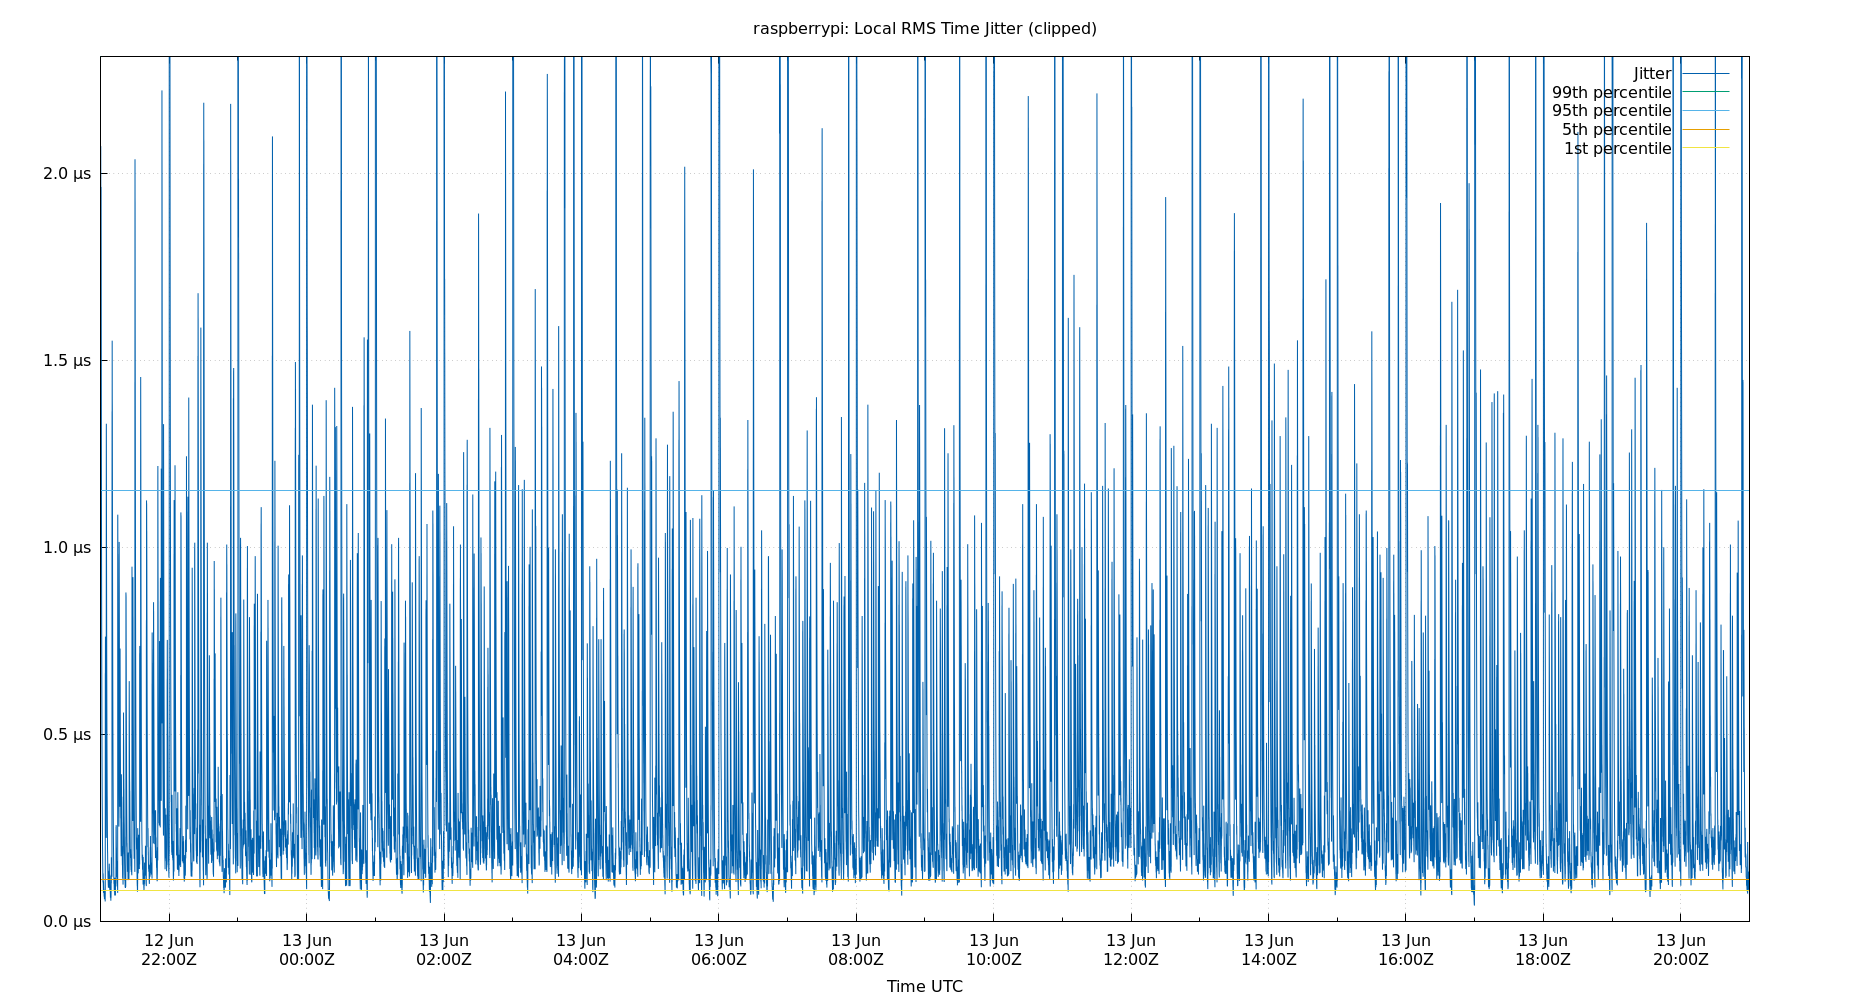 raspberrypi: Local RMS Time Jitter (clipped)
Jitter
99th percentile
95th percentile
5th percentile
1st percentile
2.0 µs
1.5 µs
1.0 µs
0.5 µs
0.0 µs
12 Jun 13 Jun 13 Jun 13 Jun 13 Jun 13 Jun 13 Jun 13 Jun 13 Jun 13 Jun 13 Jun 13 Jun
22:00Z 00:00Z 02:00Z 04:00Z 06:00Z 08:00Z 10:00Z 12:00Z 14:00Z 16:00Z 18:00Z 20:00Z
Time UTC